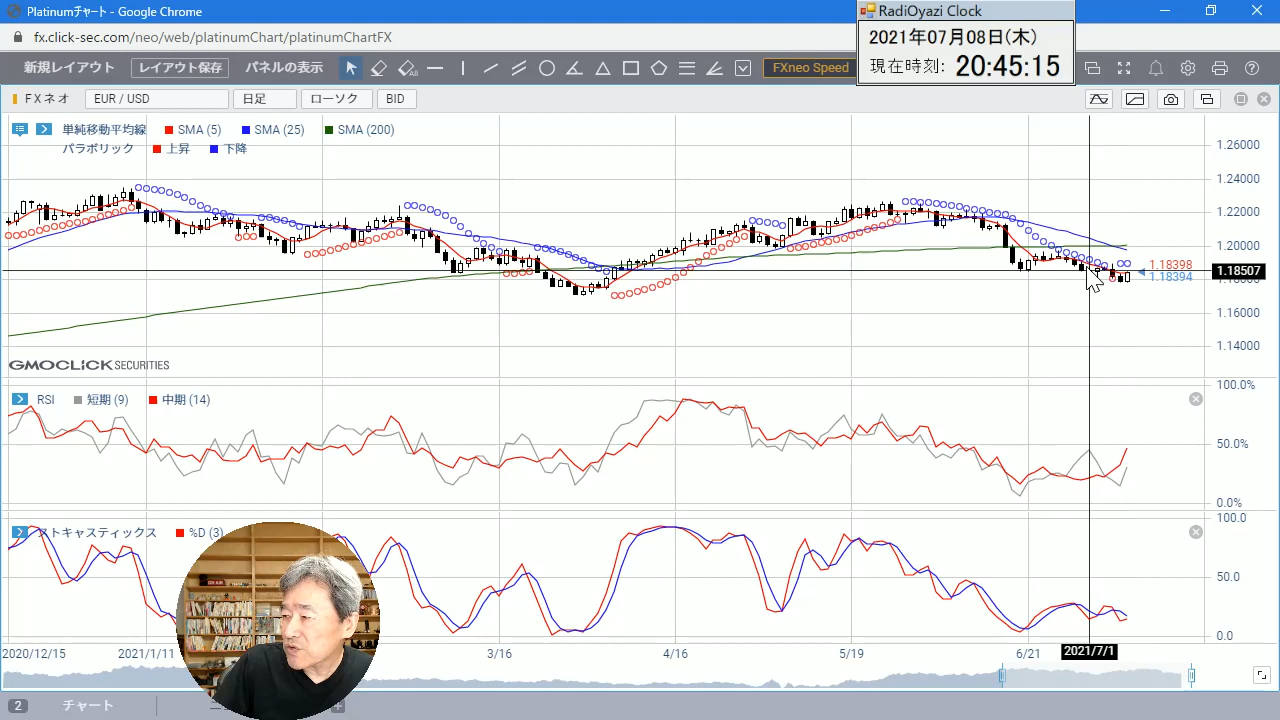 Platinumチャート - Google Chrome
RadiOyazi Clock
2021年07月08日(木)
現在時刻: 20:45:15
fx.click-sec.com/neo/web/platinumChart/platinumChartFX
新規レイアウト レイアウト保存 パネルの表示 FXneo Speed
FXネオ EUR / USD 日足 ローソク BID
単純移動平均線 SMA (5) SMA (25) SMA (200)
パラボリック 上昇 下降
1.26000
1.24000
1.22000
1.20000
1.18398
1.18507
1.18394
1.16000
1.14000
GMOCLICK SECURITIES
RSI 短期 (9) 中期 (14)
100.0%
50.0%
0.0%
ストキャスティックス %D (3)
100.0
50.0
0.0
2020/12/15 2021/1/11 3/16 4/16 5/19 6/21 2021/7/1
2 チャート